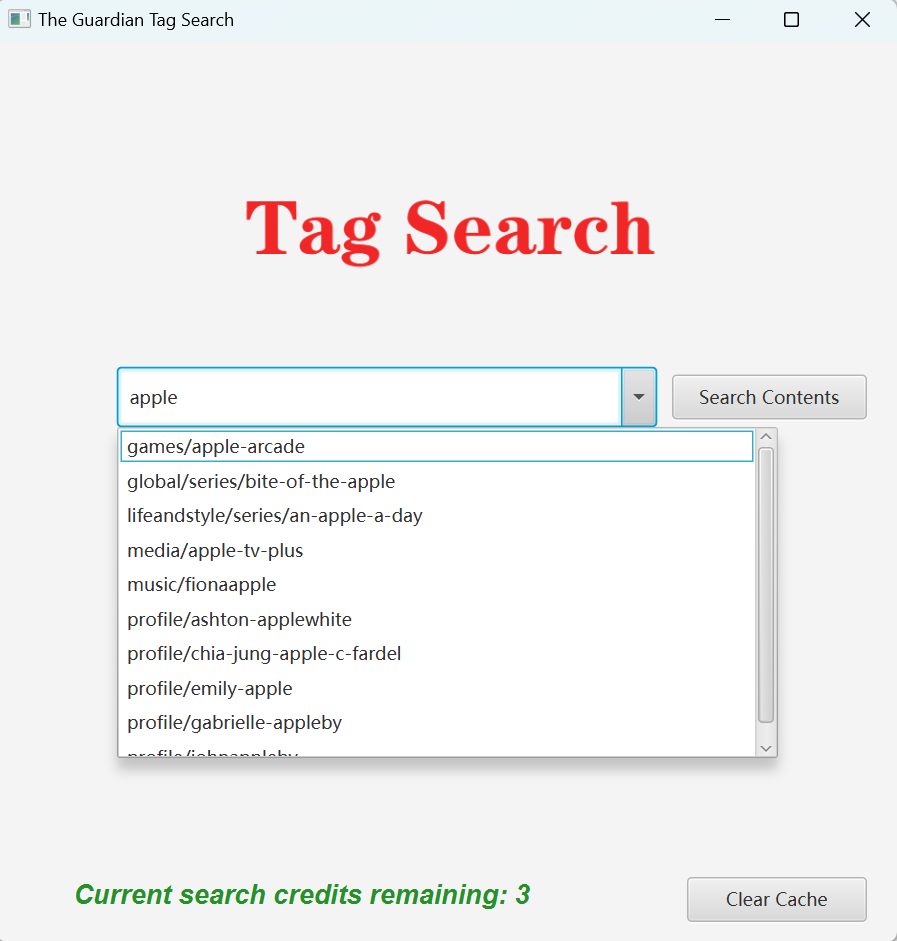 The Guardian Tag Search
Tag Search
apple
Search Contents
games/apple-arcade
global/series/bite-of-the-apple
lifeandstyle/series/an-apple-a-day
media/apple-tv-plus
music/fionaapple
profile/ashton-applewhite
profile/chia-jung-apple-c-fardel
profile/emily-apple
profile/gabrielle-appleby
profile/johnappleby
Current search credits remaining: 3
Clear Cache